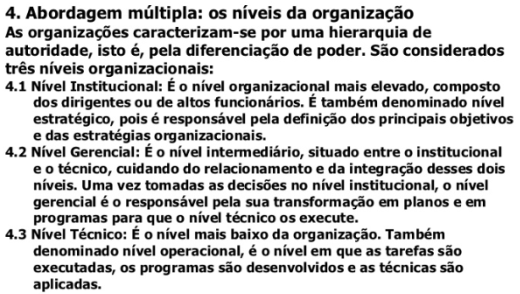 4. Abordagem múltipla: os níveis da organização
As organizações caracterizam-se por uma hierarquia de
autoridade, isto é, pela diferenciação de poder. São considerados
três níveis organizacionais:
4.1 Nível Institucional: É o nível organizacional mais elevado, composto
dos dirigentes ou de altos funcionários. É também denominado nível
estratégico, pois é responsável pela definição dos principais objetivos
e das estratégias organizacionais.
4.2 Nível Gerencial: É o nível intermediário, situado entre o institucional
e o técnico, cuidando do relacionamento e da integração desses dois
níveis. Uma vez tomadas as decisões no nível institucional, o nível
gerencial é o responsável pela sua transformação em planos e em
programas para que o nível técnico os execute.
4.3 Nível Técnico: É o nível mais baixo da organização. Também
denominado nível operacional, é o nível em que as tarefas são
executadas, os programas são desenvolvidos e as técnicas são
aplicadas.